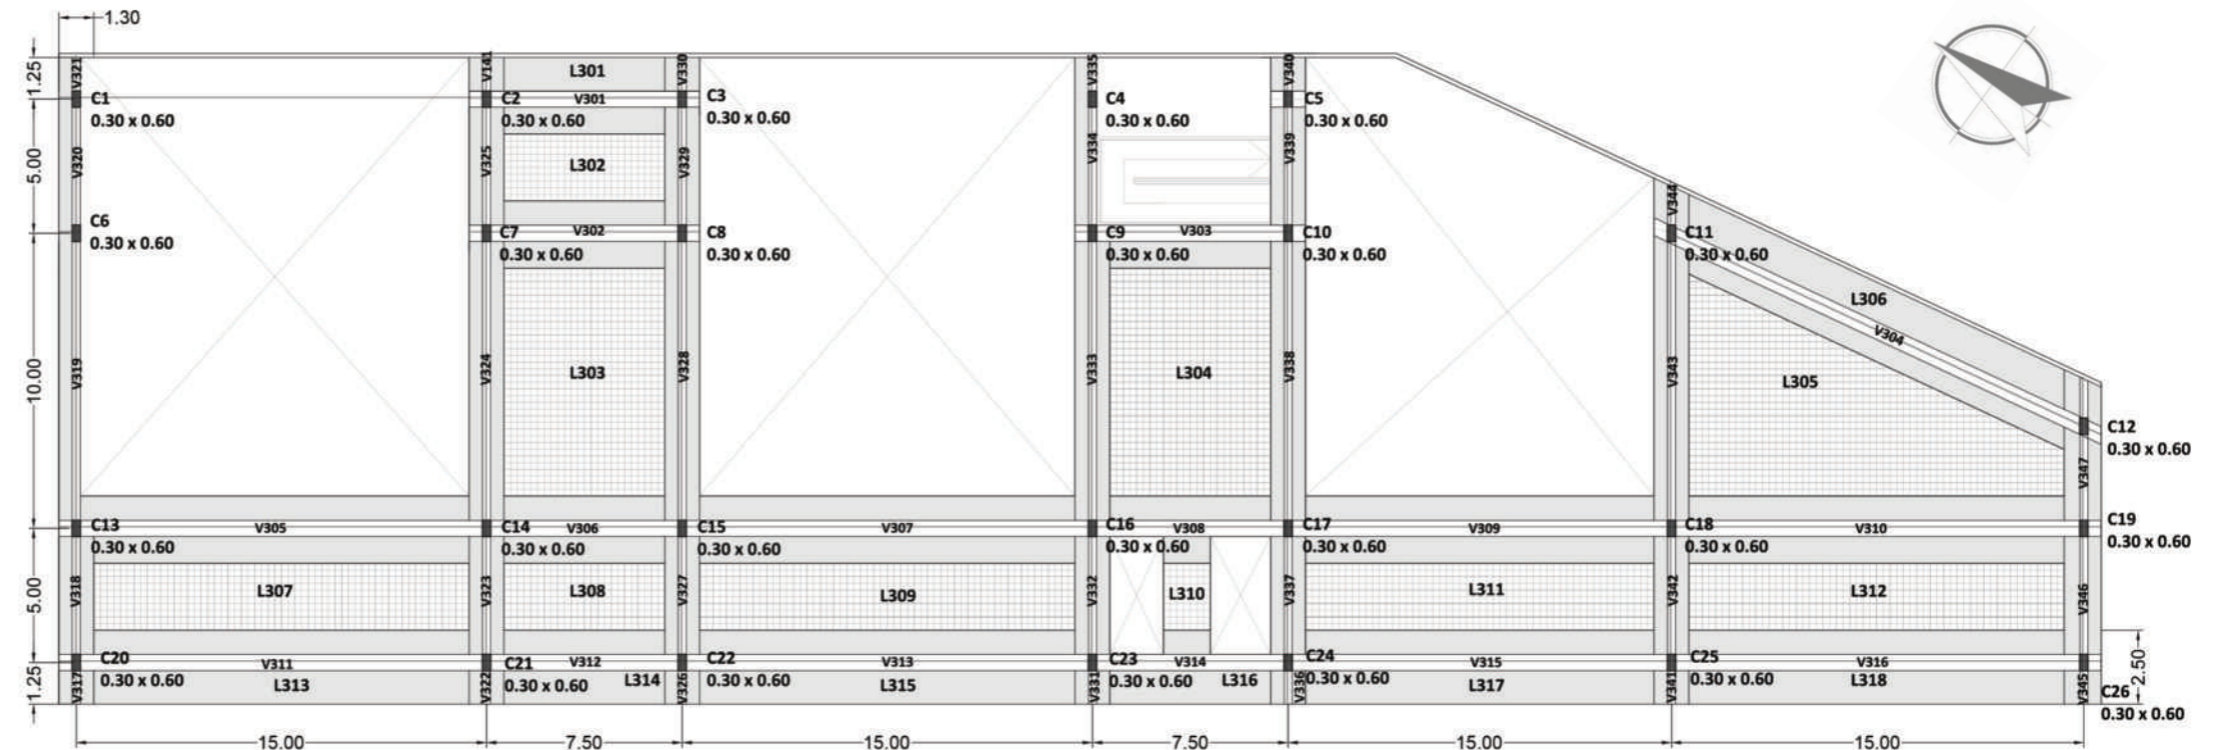 1.30
1.25
V321
V141
L301
V330
V335
V340
C1
0.30 x 0.60
C2
0.30 x 0.60
V301
C3
0.30 x 0.60
C4
0.30 x 0.60
C5
0.30 x 0.60
5.00
V320
V325
L302
V329
V334
V339
V344
C6
0.30 x 0.60
C7
0.30 x 0.60
V302
C8
0.30 x 0.60
C9
0.30 x 0.60
V303
C10
0.30 x 0.60
C11
0.30 x 0.60
L306
V304
10.00
V319
V324
L303
V328
V333
L304
V338
V343
L305
C12
0.30 x 0.60
V347
C13
0.30 x 0.60
V305
C14
0.30 x 0.60
V306
C15
0.30 x 0.60
V307
C16
0.30 x 0.60
V308
C17
0.30 x 0.60
V309
C18
0.30 x 0.60
V310
C19
0.30 x 0.60
5.00
V318
L307
V323
L308
V327
L309
V332
L310
V337
L311
V342
L312
V346
C20
0.30 x 0.60
V311
C21
0.30 x 0.60
V312
C22
0.30 x 0.60
V313
C23
0.30 x 0.60
V314
C24
0.30 x 0.60
V315
C25
0.30 x 0.60
V316
2.50
1.25
V317
L313
V322
L314
V326
L315
V331
L316
V336
L317
V341
L318
V345
C26
0.30 x 0.60
15.00
7.50
15.00
7.50
15.00
15.00